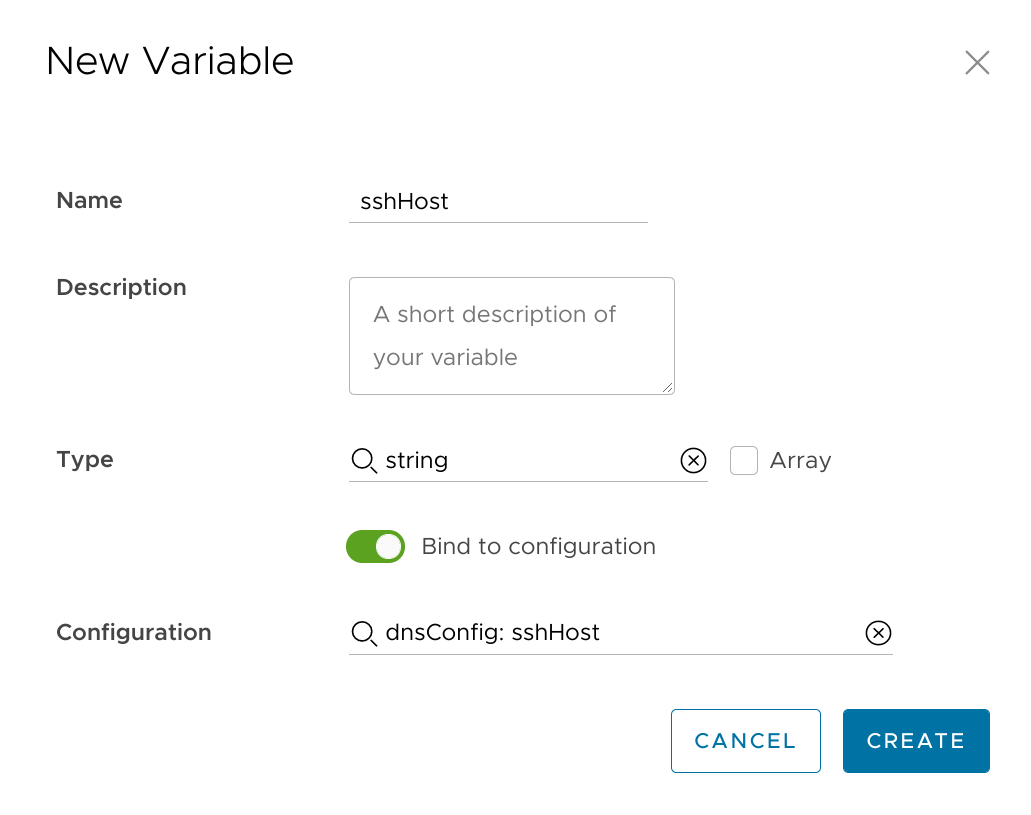 New Variable
Name
sshHost
Description
A short description of
your variable
Type
string
Array
Bind to configuration
Configuration
dnsConfig: sshHost
CANCEL
CREATE